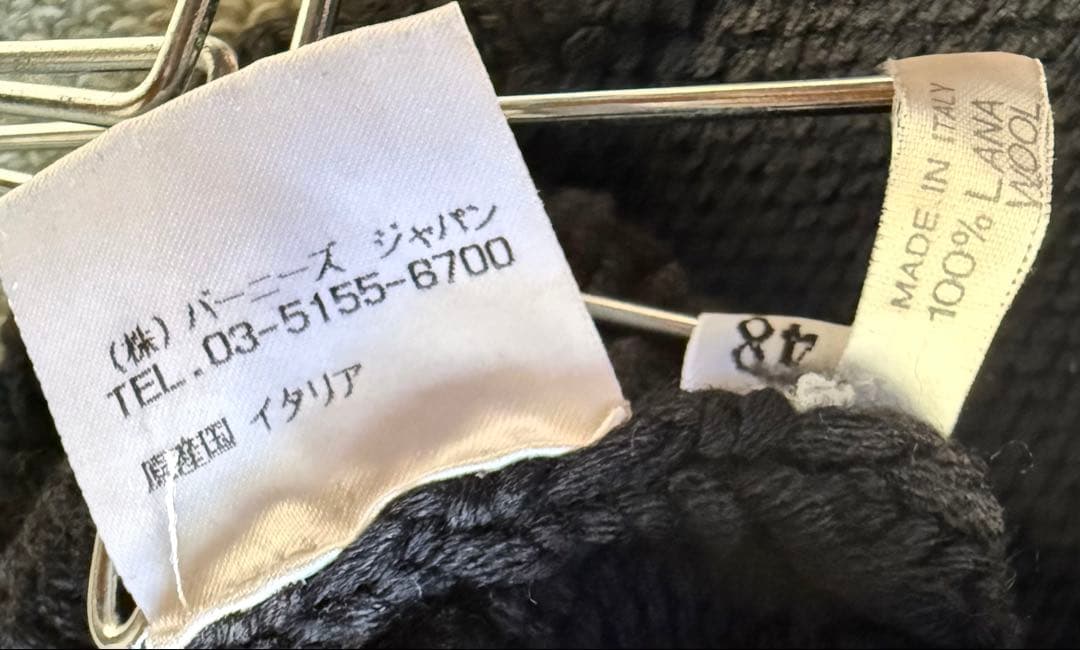 (株) バーニーズ ジャパン
TEL.03-5155-6700
原産国 イタリア
48
MADE IN ITALY
100% LANA
WOOL